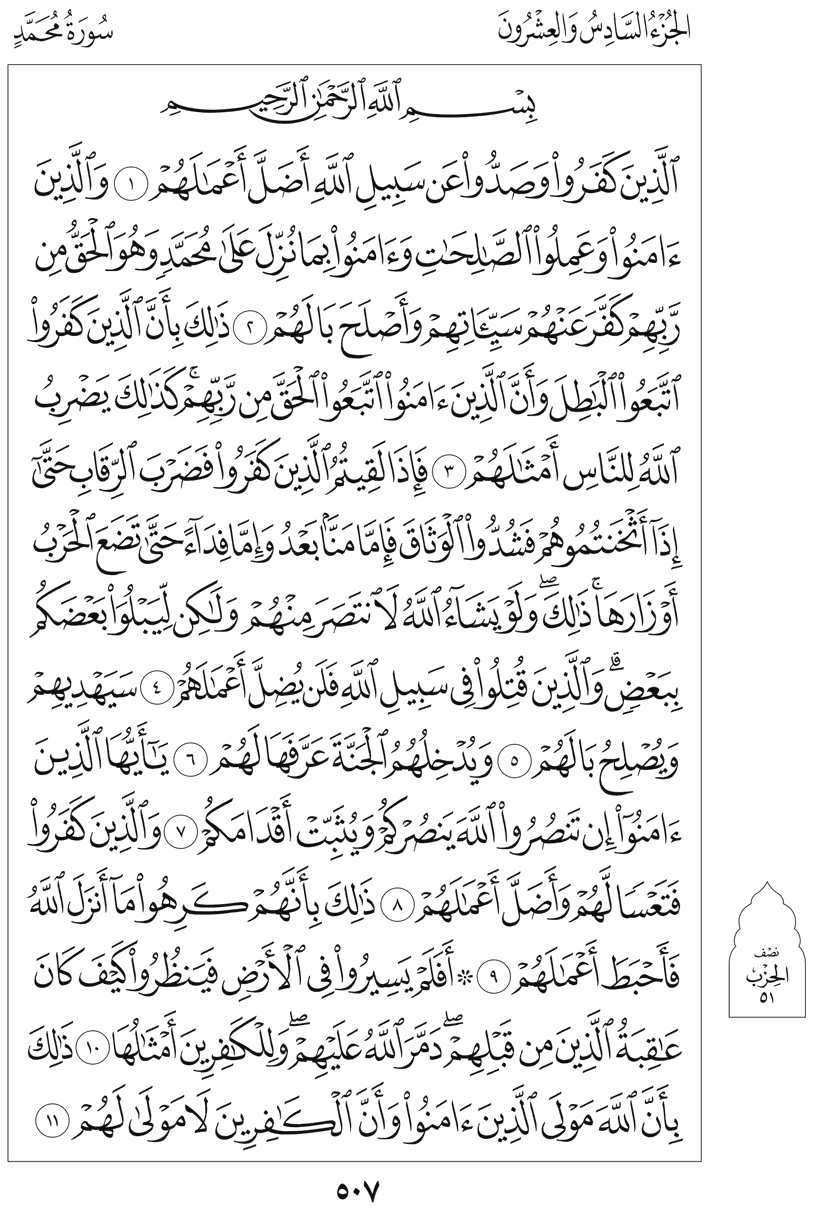 الجُزْءُ السَّادِسُ وَالعِشْرُونَ
سُورَةُ مُحَمَّدٍ
بِسْمِ ٱللَّهِ ٱلرَّحْمَٰنِ ٱلرَّحِيمِ
ٱلَّذِينَ كَفَرُوا۟ وَصَدُّوا۟ عَن سَبِيلِ ٱللَّهِ أَضَلَّ أَعْمَٰلَهُمْ ١ وَٱلَّذِينَ
ءَامَنُوا۟ وَعَمِلُوا۟ ٱلصَّٰلِحَٰتِ وَءَامَنُوا۟ بِمَا نُزِّلَ عَلَىٰ مُحَمَّدٍ وَهُوَ ٱلْحَقُّ مِن
رَّبِّهِمْ كَفَّرَ عَنْهُمْ سَيِّـَٔاتِهِمْ وَأَصْلَحَ بَالَهُمْ ٢ ذَٰلِكَ بِأَنَّ ٱلَّذِينَ كَفَرُوا۟
ٱتَّبَعُوا۟ ٱلْبَٰطِلَ وَأَنَّ ٱلَّذِينَ ءَامَنُوا۟ ٱتَّبَعُوا۟ ٱلْحَقَّ مِن رَّبِّهِمْ ۚ كَذَٰلِكَ يَضْرِبُ
ٱللَّهُ لِلنَّاسِ أَمْثَٰلَهُمْ ٣ فَإِذَا لَقِيتُمُ ٱلَّذِينَ كَفَرُوا۟ فَضَرْبَ ٱلرِّقَابِ حَتَّىٰٓ
إِذَآ أَثْخَنتُمُوهُمْ فَشُدُّوا۟ ٱلْوَثَاقَ فَإِمَّا مَنًّۢا بَعْدُ وَإِمَّا فِدَآءً حَتَّىٰ تَضَعَ ٱلْحَرْبُ
أَوْزَارَهَا ۚ ذَٰلِكَ ۖ وَلَوْ يَشَآءُ ٱللَّهُ لَٱنتَصَرَ مِنْهُمْ وَلَٰكِن لِّيَبْلُوَا۟ بَعْضَكُم
بِبَعْضٍ ۗ وَٱلَّذِينَ قُتِلُوا۟ فِى سَبِيلِ ٱللَّهِ فَلَن يُضِلَّ أَعْمَٰلَهُمْ ٤ سَيَهْدِيهِمْ
وَيُصْلِحُ بَالَهُمْ ٥ وَيُدْخِلُهُمُ ٱلْجَنَّةَ عَرَّفَهَا لَهُمْ ٦ يَٰٓأَيُّهَا ٱلَّذِينَ
ءَامَنُوٓا۟ إِن تَنصُرُوا۟ ٱللَّهَ يَنصُرْكُمْ وَيُثَبِّتْ أَقْدَامَكُمْ ٧ وَٱلَّذِينَ كَفَرُوا۟
فَتَعْسًا لَّهُمْ وَأَضَلَّ أَعْمَٰلَهُمْ ٨ ذَٰلِكَ بِأَنَّهُمْ كَرِهُوا۟ مَآ أَنزَلَ ٱللَّهُ
فَأَحْبَطَ أَعْمَٰلَهُمْ ٩ ۞ أَفَلَمْ يَسِيرُوا۟ فِى ٱلْأَرْضِ فَيَنظُرُوا۟ كَيْفَ كَانَ
عَٰقِبَةُ ٱلَّذِينَ مِن قَبْلِهِمْ ۖ دَمَّرَ ٱللَّهُ عَلَيْهِمْ ۖ وَلِلْكَٰفِرِينَ أَمْثَٰلُهَا ١٠ ذَٰلِكَ
بِأَنَّ ٱللَّهَ مَوْلَى ٱلَّذِينَ ءَامَنُوا۟ وَأَنَّ ٱلْكَٰفِرِينَ لَا مَوْلَىٰ لَهُمْ ١١
نِصْف
الحِزْب
٥١
٥٠٧